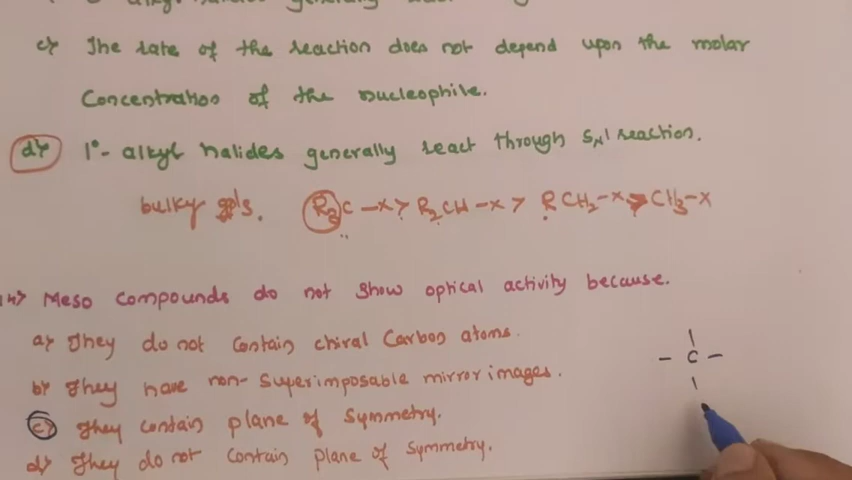 c) The rate of the reaction does not depend upon the molar
Concentration of the nucleophile.
d) 1°- alkyl halides generally react through SN1 reaction.
bulky gps. R3C-X > R2CH-X > RCH2-X > CH3-X
Meso compounds do not show optical activity because.
a) They do not contain chiral Carbon atoms.
- C -
b) They have non-superimposable mirror images.
c) They contain plane of Symmetry.
d) They do not contain plane of Symmetry.